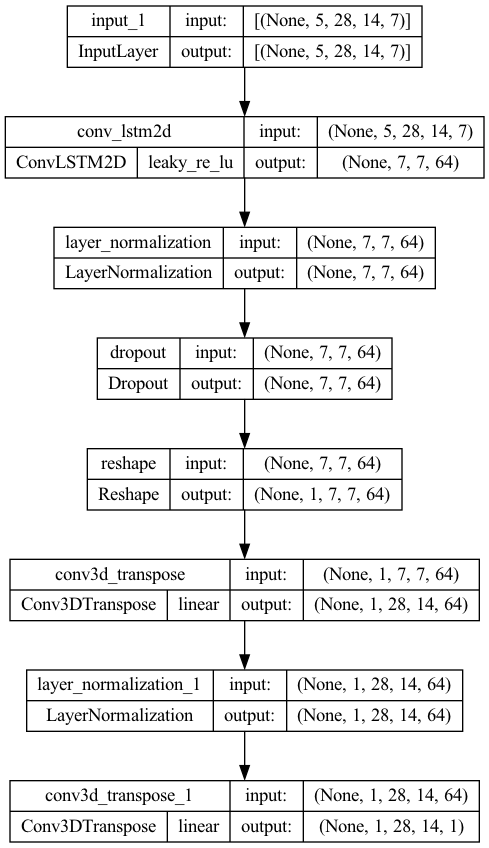 input_1 input: [(None, 5, 28, 14, 7)]
InputLayer output: [(None, 5, 28, 14, 7)]
conv_lstm2d input: (None, 5, 28, 14, 7)
ConvLSTM2D leaky_re_lu output: (None, 7, 7, 64)
layer_normalization input: (None, 7, 7, 64)
LayerNormalization output: (None, 7, 7, 64)
dropout input: (None, 7, 7, 64)
Dropout output: (None, 7, 7, 64)
reshape input: (None, 7, 7, 64)
Reshape output: (None, 1, 7, 7, 64)
conv3d_transpose input: (None, 1, 7, 7, 64)
Conv3DTranspose linear output: (None, 1, 28, 14, 64)
layer_normalization_1 input: (None, 1, 28, 14, 64)
LayerNormalization output: (None, 1, 28, 14, 64)
conv3d_transpose_1 input: (None, 1, 28, 14, 64)
Conv3DTranspose linear output: (None, 1, 28, 14, 1)